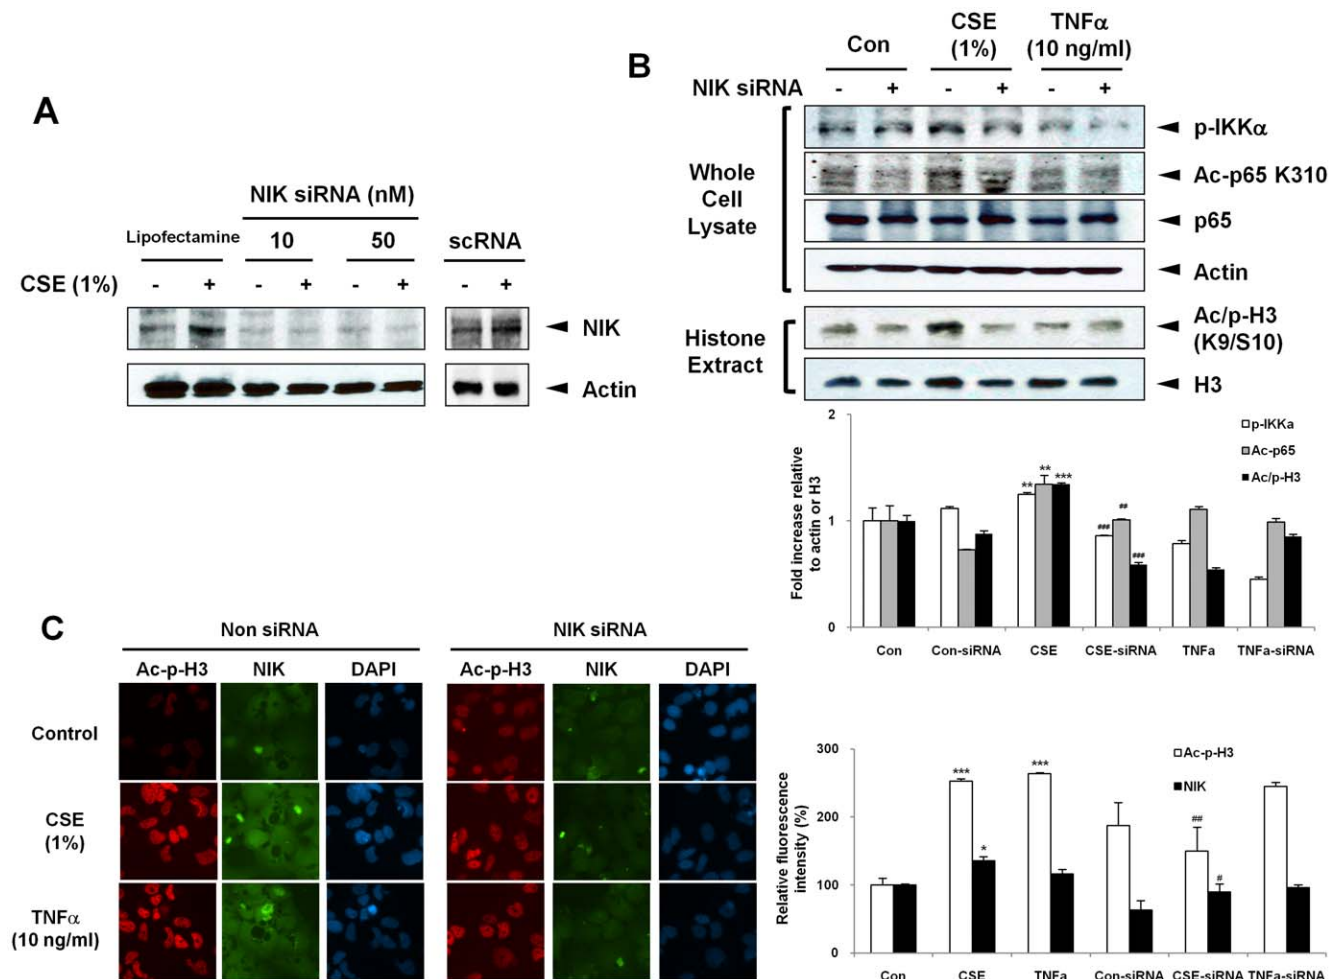 A
NIK siRNA (nM)
Lipofectamine 10 50 scRNA
CSE (1%) - + - + - + - +
NIK
Actin
B
Con CSE (1%) TNFα (10 ng/ml)
NIK siRNA - + - + - +
Whole Cell Lysate
p-IKKα
Ac-p65 K310
p65
Actin
Histone Extract
Ac/p-H3 (K9/S10)
H3
Fold increase relative to actin or H3
2
1
0
p-IKKa
Ac-p65
Ac/p-H3
** ** *** ### ## ###
Con Con-siRNA CSE CSE-siRNA TNFa TNFa-siRNA
C
Non siRNA NIK siRNA
Ac-p-H3 NIK DAPI Ac-p-H3 NIK DAPI
Control
CSE
(1%)
TNFα
(10 ng/ml)
Relative fluorescence intensity (%)
300
200
100
0
Ac-p-H3
NIK
*** * *** ## #
Con CSE TNFa Con-siRNA CSE-siRNA TNFa-siRNA